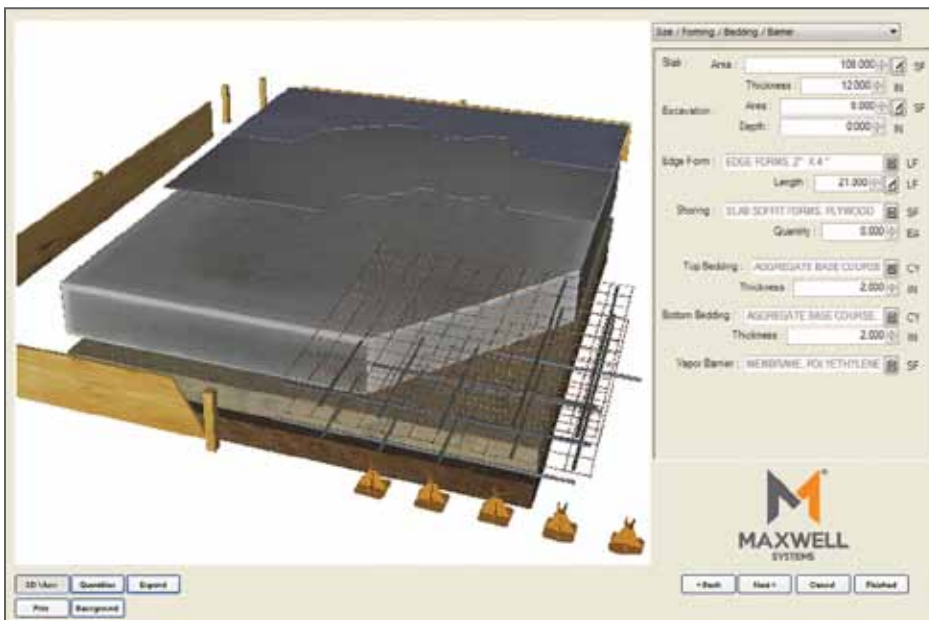 Size / Forming / Bedding / Barrier
Slab : Area : 108.000 SF
Thickness : 12.000 IN
Excavation : Area : SF
Depth : 0.000 IN
Edge Form : EDGE FORMS, 2" X 4" LF
Length : 21.000 LF
Shoring : SLAB SOFFIT FORMS, PLYWOOD SF
Quantity : 0.000 EA
Top Bedding : AGGREGATE BASE COURSE CY
Thickness 2.000 IN
Bottom Bedding : AGGREGATE BASE COURSE, CY
Thickness 2.000 IN
Vapor Barrier : MEMBRANE, POLYETHYLENE SF
MAXWELL
SYSTEMS
3D View Quantities Expand
< Back Next > Cancel Finished
Print Background